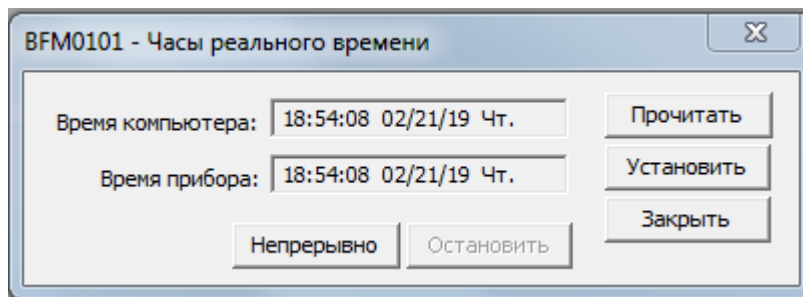 BFM0101 - Часы реального времени
Время компьютера: 18:54:08 02/21/19 Чт. Прочитать
Время прибора: 18:54:08 02/21/19 Чт. Установить
Закрыть
Непрерывно Остановить